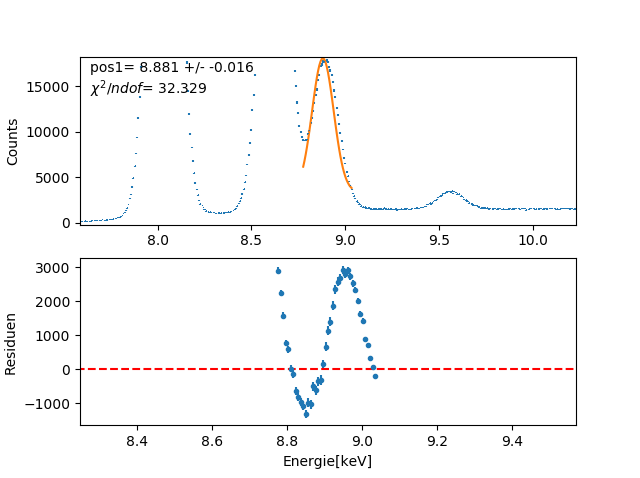 pos1= 8.881 +/- -0.016
χ²/ndof= 32.329
15000
10000
5000
0
Counts
8.0 8.5 9.0 9.5 10.0
3000
2000
1000
0
−1000
Residuen
8.4 8.6 8.8 9.0 9.2 9.4
Energie[keV]